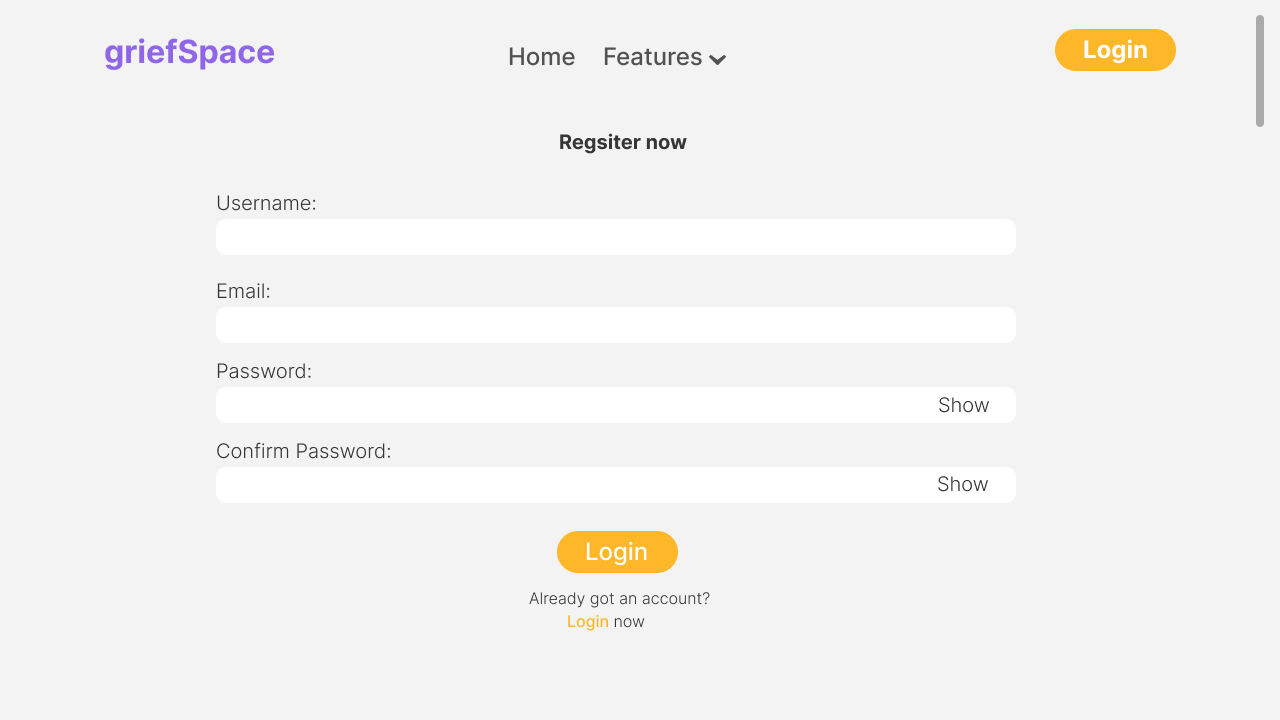 griefSpace
Home Features
Login
Regsiter now
Username:
Email:
Password:
Show
Confirm Password:
Show
Login
Already got an account?
Login now